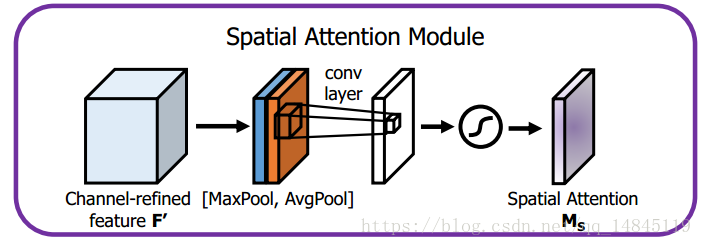 Spatial Attention Module
conv
layer
Channel-refined
feature F′
[MaxPool, AvgPool]
Spatial Attention
Ms
https://blog.csdn.net/qq_14845119